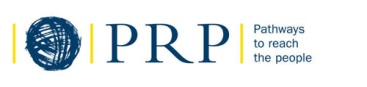 PRP
Pathways
to reach
the people